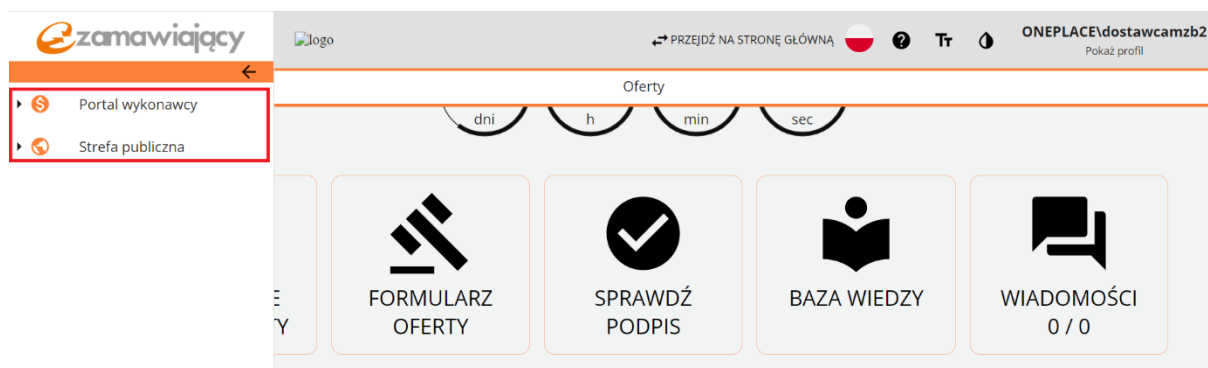 ezamawiający
logo
PRZEJDŹ NA STRONĘ GŁÓWNĄ
Tт
ONEPLACE\dostawcamzb2
Pokaż profil
Oferty
Portal wykonawcy
Strefa publiczna
dni
h
min
sec
E
Y
FORMULARZ
OFERTY
SPRAWDŹ
PODPIS
BAZA WIEDZY
WIADOMOŚCI
0 / 0